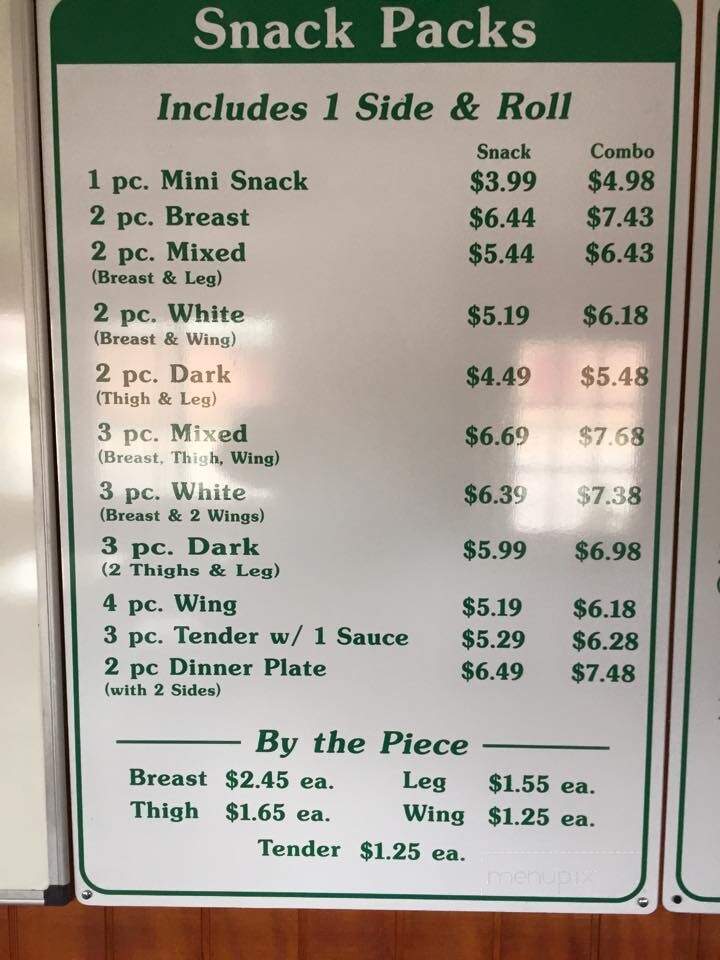 Snack Packs
Includes 1 Side & Roll
Snack Combo
1 pc. Mini Snack $3.99 $4.98
2 pc. Breast $6.44 $7.43
2 pc. Mixed $5.44 $6.43
(Breast & Leg)
2 pc. White $5.19 $6.18
(Breast & Wing)
2 pc. Dark $4.49 $5.48
(Thigh & Leg)
3 pc. Mixed $6.69 $7.68
(Breast, Thigh, Wing)
3 pc. White $6.39 $7.38
(Breast & 2 Wings)
3 pc. Dark $5.99 $6.98
(2 Thighs & Leg)
4 pc. Wing $5.19 $6.18
3 pc. Tender w/ 1 Sauce $5.29 $6.28
2 pc Dinner Plate $6.49 $7.48
(with 2 Sides)
By the Piece
Breast $2.45 ea. Leg $1.55 ea.
Thigh $1.65 ea. Wing $1.25 ea.
Tender $1.25 ea.
menupix